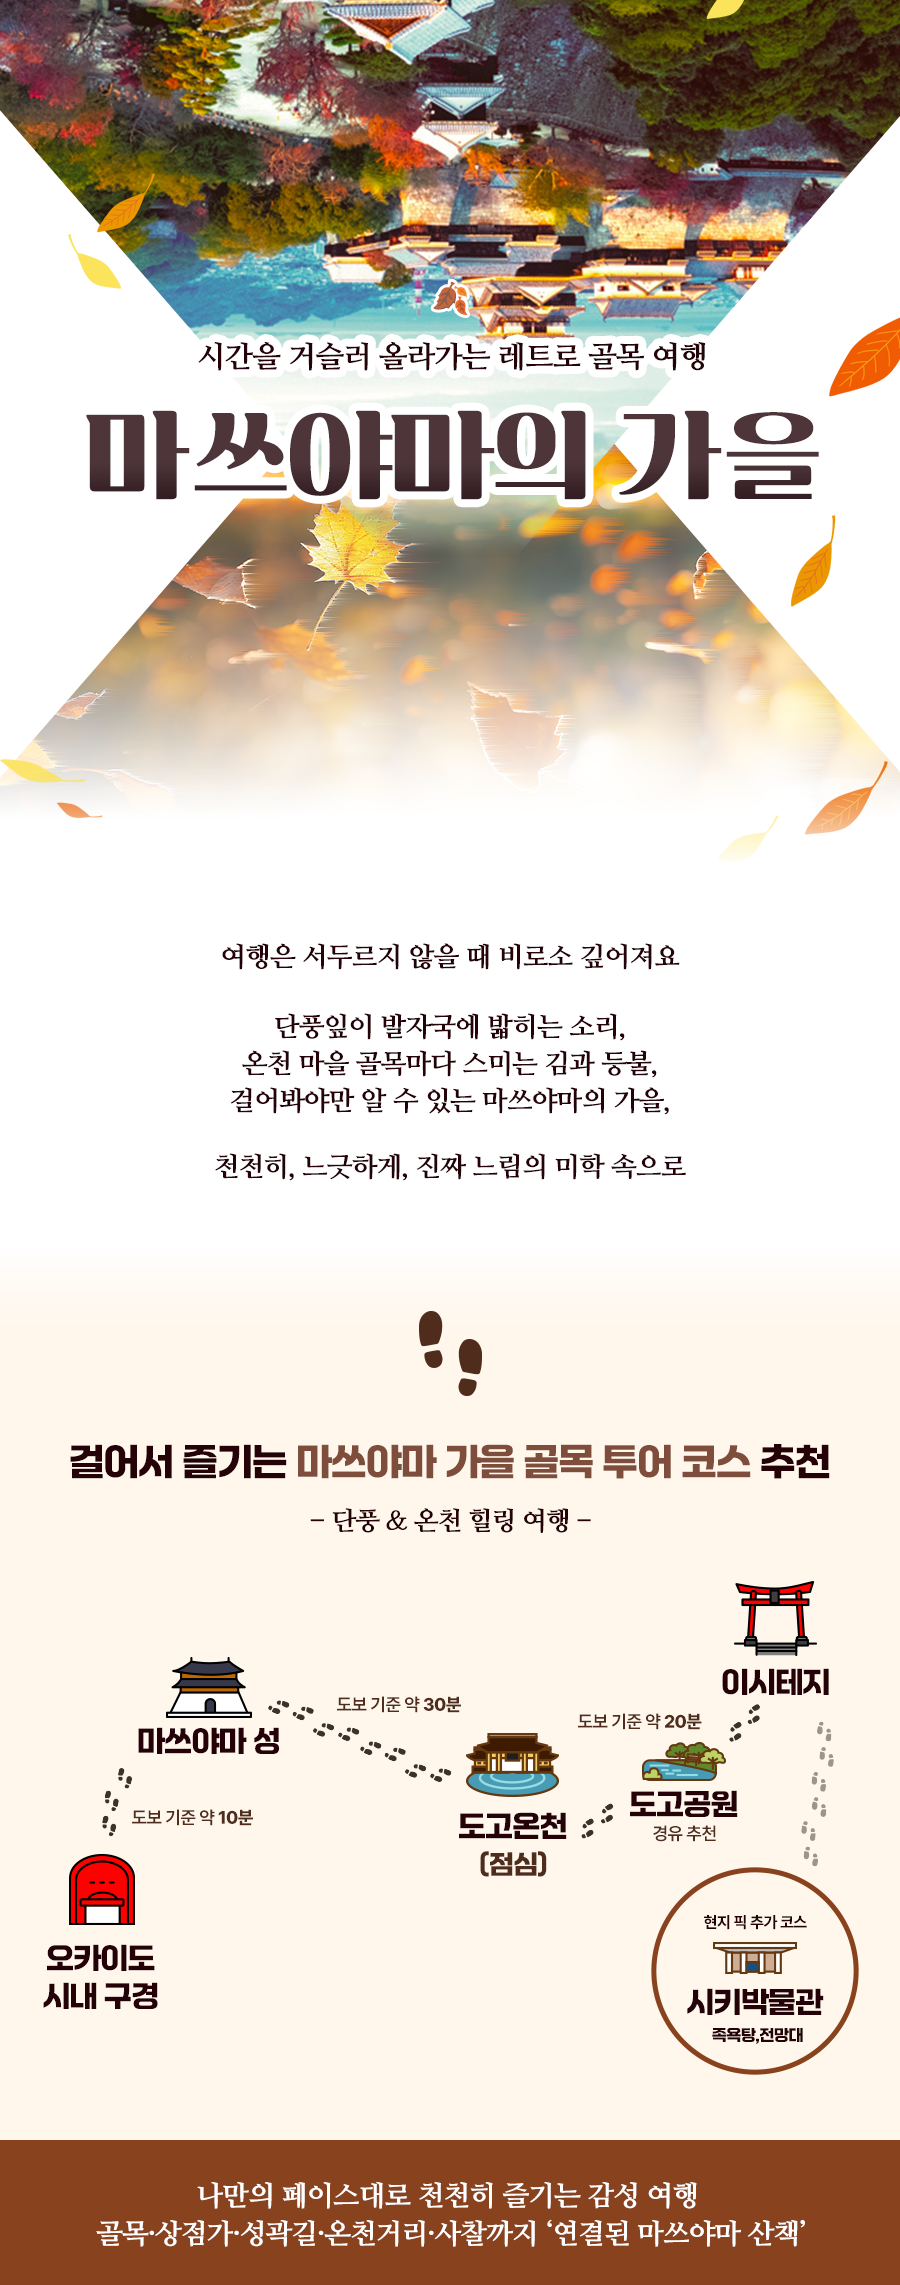 시간을 거슬러 올라가는 레트로 골목 여행
마쓰야마의 가을
여행은 서두르지 않을 때 비로소 깊어져요
단풍잎이 발자국에 밟히는 소리,
온천 마을 골목마다 스미는 김과 등불,
걸어봐야만 알 수 있는 마쓰야마의 가을,
천천히, 느긋하게, 진짜 느림의 미학 속으로
걸어서 즐기는 마쓰야마 가을 골목 투어 코스 추천
– 단풍 & 온천 힐링 여행 –
이시테지
도보 기준 약 30분
도보 기준 약 20분
마쓰야마 성
도고공원
경유 추천
도보 기준 약 10분
도고온천
(점심)
오카이도
시내 구경
현지 픽 추가 코스
시키박물관
족욕탕,전망대
나만의 페이스대로 천천히 즐기는 감성 여행
골목·상점가·성곽길·온천거리·사찰까지 ‘연결된 마쓰야마 산책’